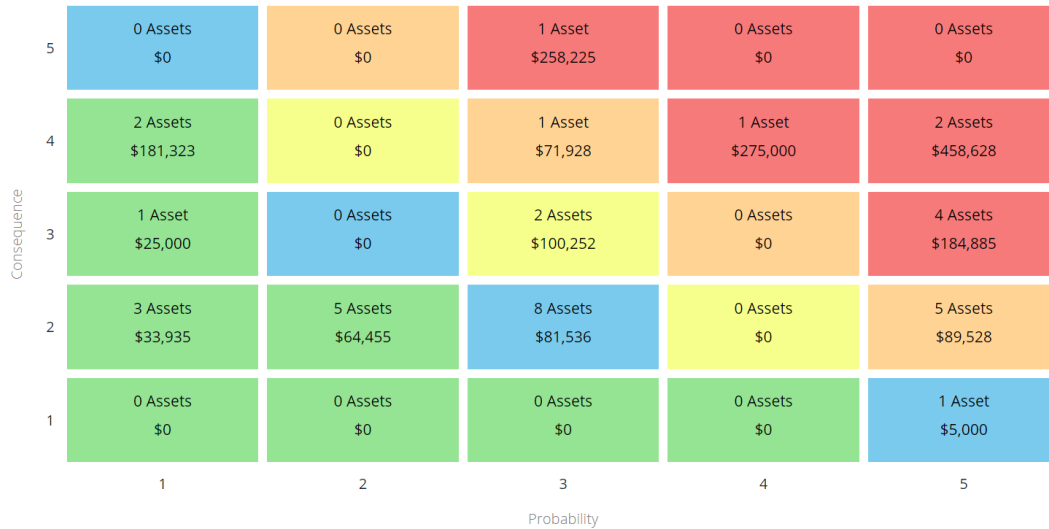 5
0 Assets
$0
0 Assets
$0
1 Asset
$258,225
0 Assets
$0
0 Assets
$0
4
2 Assets
$181,323
0 Assets
$0
1 Asset
$71,928
1 Asset
$275,000
2 Assets
$458,628
Consequence
3
1 Asset
$25,000
0 Assets
$0
2 Assets
$100,252
0 Assets
$0
4 Assets
$184,885
2
3 Assets
$33,935
5 Assets
$64,455
8 Assets
$81,536
0 Assets
$0
5 Assets
$89,528
1
0 Assets
$0
0 Assets
$0
0 Assets
$0
0 Assets
$0
1 Asset
$5,000
1
2
3
4
5
Probability